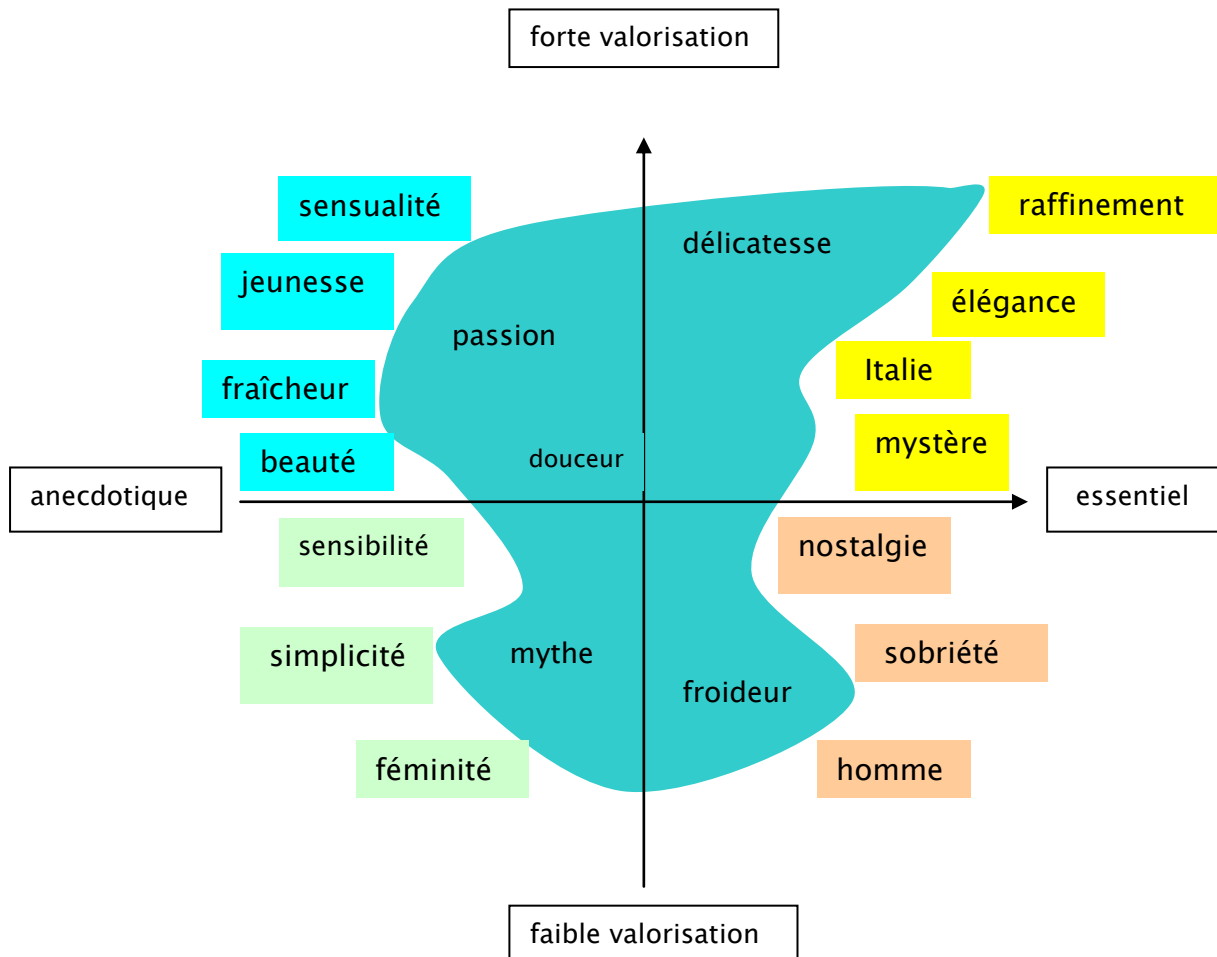 forte valorisation
sensualité
raffinement
délicatesse
jeunesse
élégance
passion
Italie
fraîcheur
mystère
beauté
douceur
anecdotique
essentiel
sensibilité
nostalgie
simplicité
mythe
sobriété
froideur
féminité
homme
faible valorisation